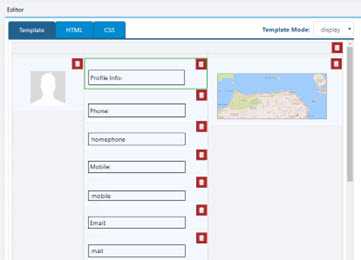 Editor
Template HTML CSS Template Mode: display
Profile Info
Phone
homephone
Mobile
mobile
Email
mail